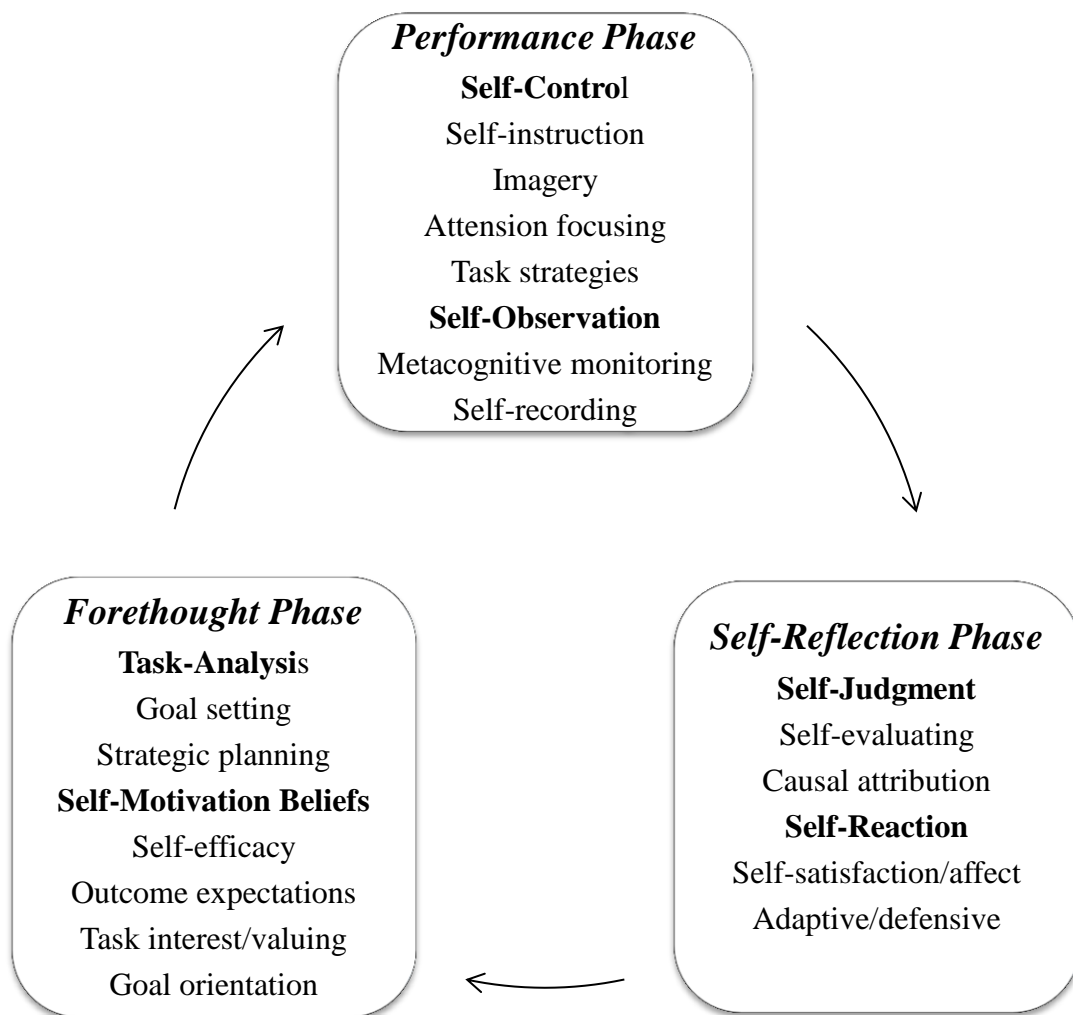 Performance Phase
Self-Control
Self-instruction
Imagery
Attension focusing
Task strategies
Self-Observation
Metacognitive monitoring
Self-recording
Forethought Phase
Task-Analysis
Goal setting
Strategic planning
Self-Motivation Beliefs
Self-efficacy
Outcome expectations
Task interest/valuing
Goal orientation
Self-Reflection Phase
Self-Judgment
Self-evaluating
Causal attribution
Self-Reaction
Self-satisfaction/affect
Adaptive/defensive